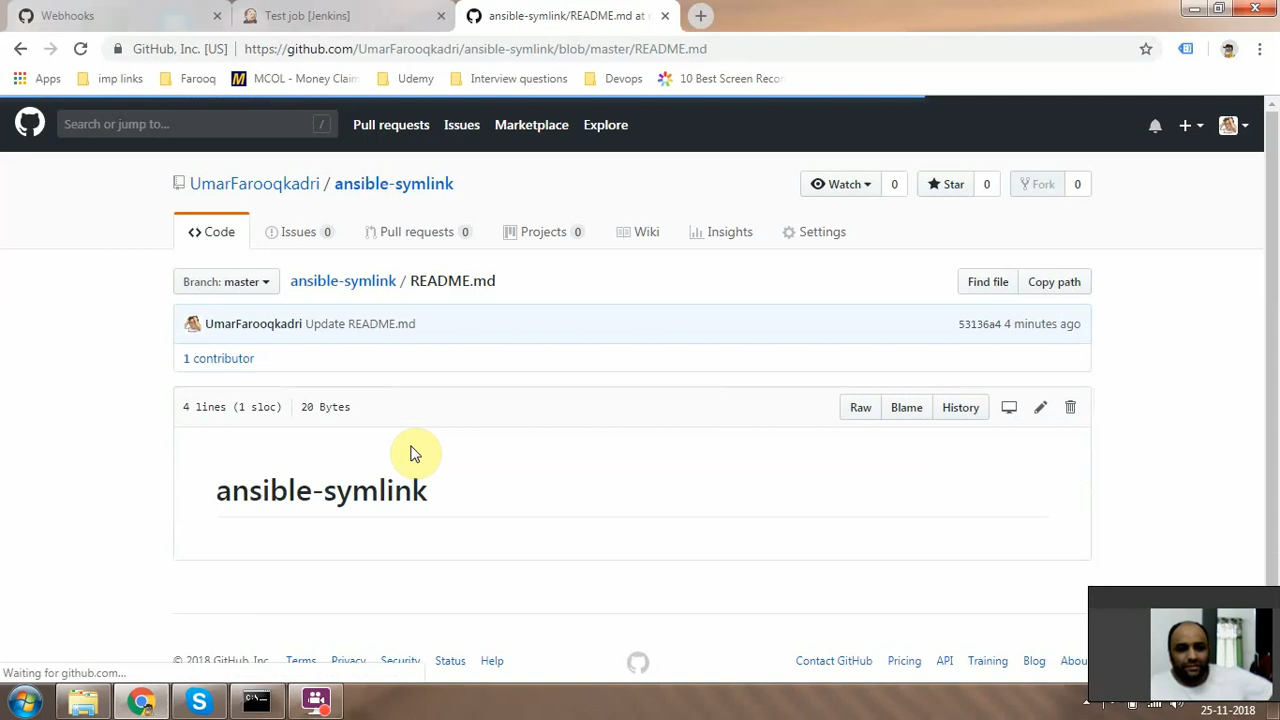 Webhooks
Test job [Jenkins]
ansible-symlink/README.md at
GitHub, Inc. [US] https://github.com/UmarFarooqkadri/ansible-symlink/blob/master/README.md
Apps imp links Farooq MCOL - Money Claim Udemy Interview questions Devops 10 Best Screen Recor
Search or jump to... / Pull requests Issues Marketplace Explore
UmarFarooqkadri / ansible-symlink
Watch 0 Star 0 Fork 0
Code Issues 0 Pull requests 0 Projects 0 Wiki Insights Settings
Branch: master ansible-symlink / README.md Find file Copy path
UmarFarooqkadri Update README.md 53136a4 4 minutes ago
1 contributor
4 lines (1 sloc) 20 Bytes Raw Blame History
ansible-symlink
© 2018 GitHub, Inc. Terms Privacy Security Status Help Contact GitHub Pricing API Training Blog Abou
Waiting for github.com...
25-11-2018